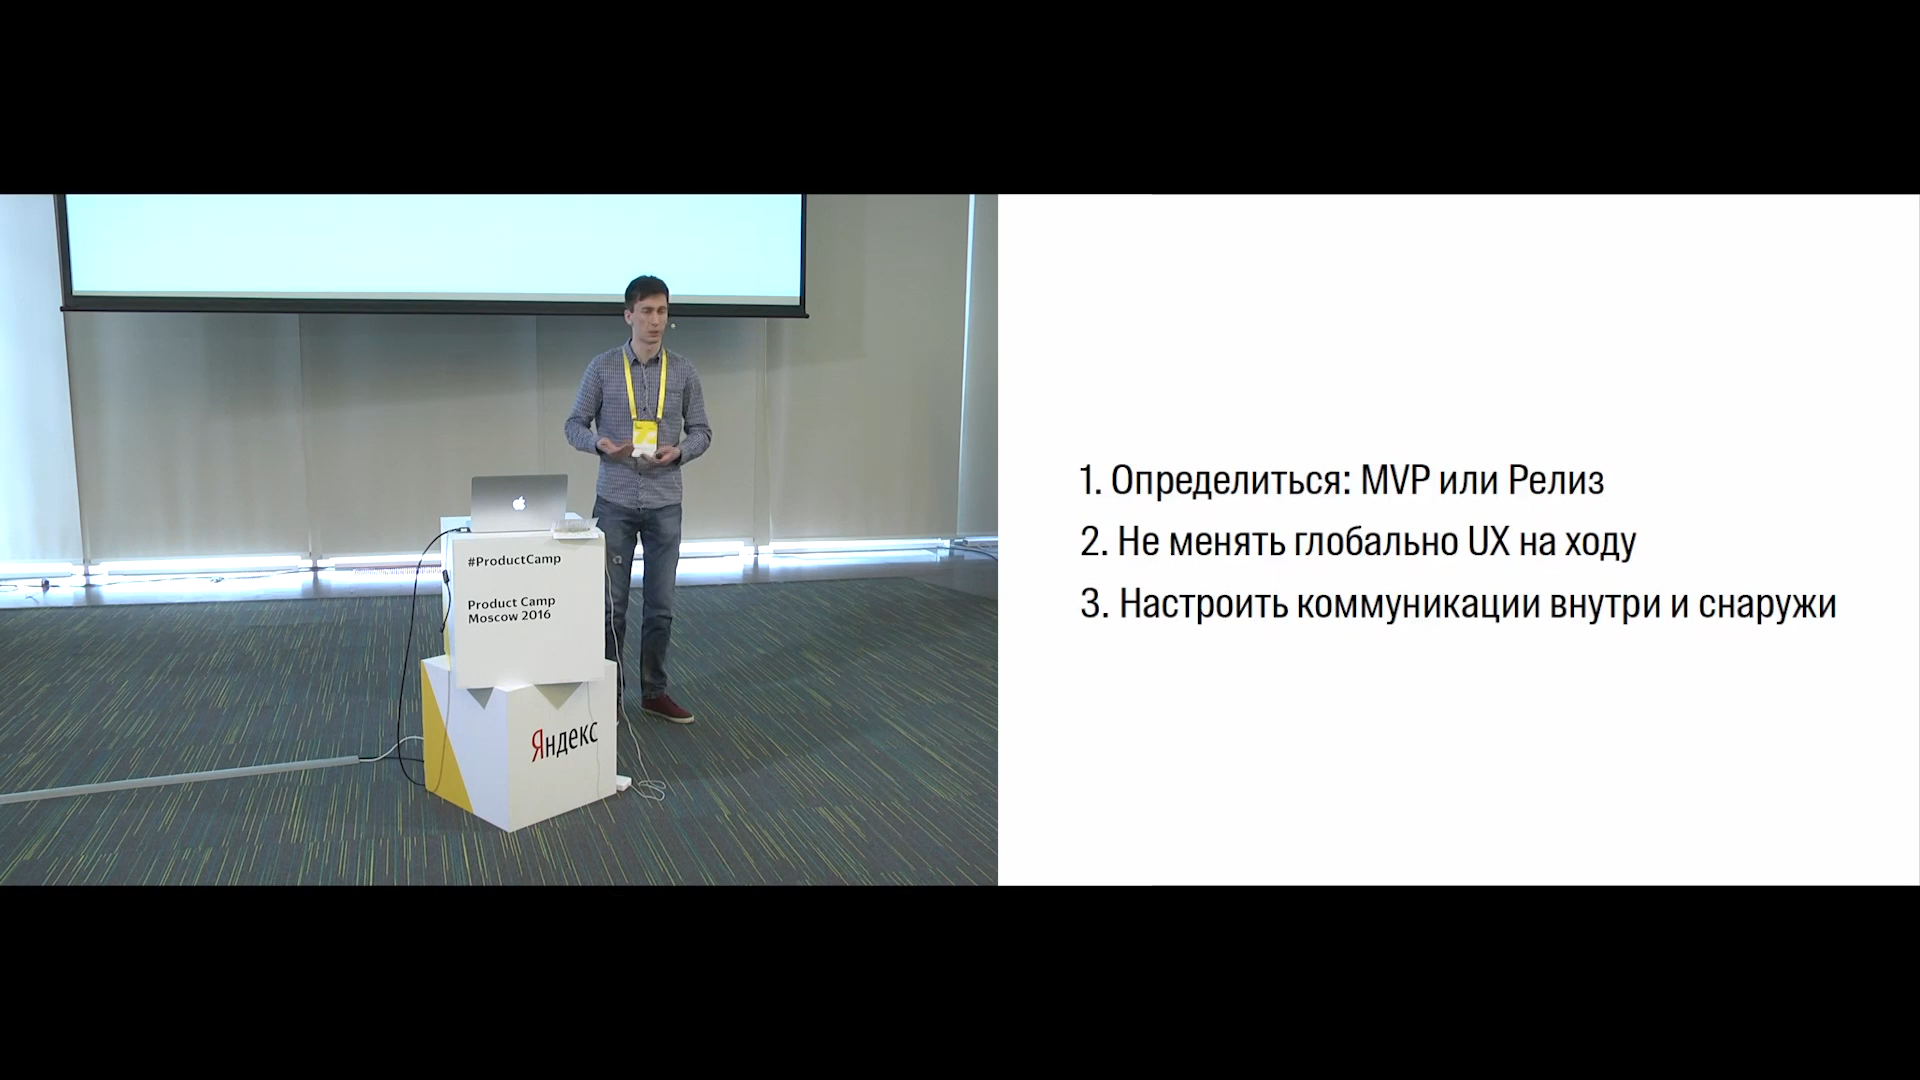 #ProductCamp
Product Camp
Moscow 2016
Яндекс
1. Определиться: MVP или Релиз
2. Не менять глобально UX на ходу
3. Настроить коммуникации внутри и снаружи